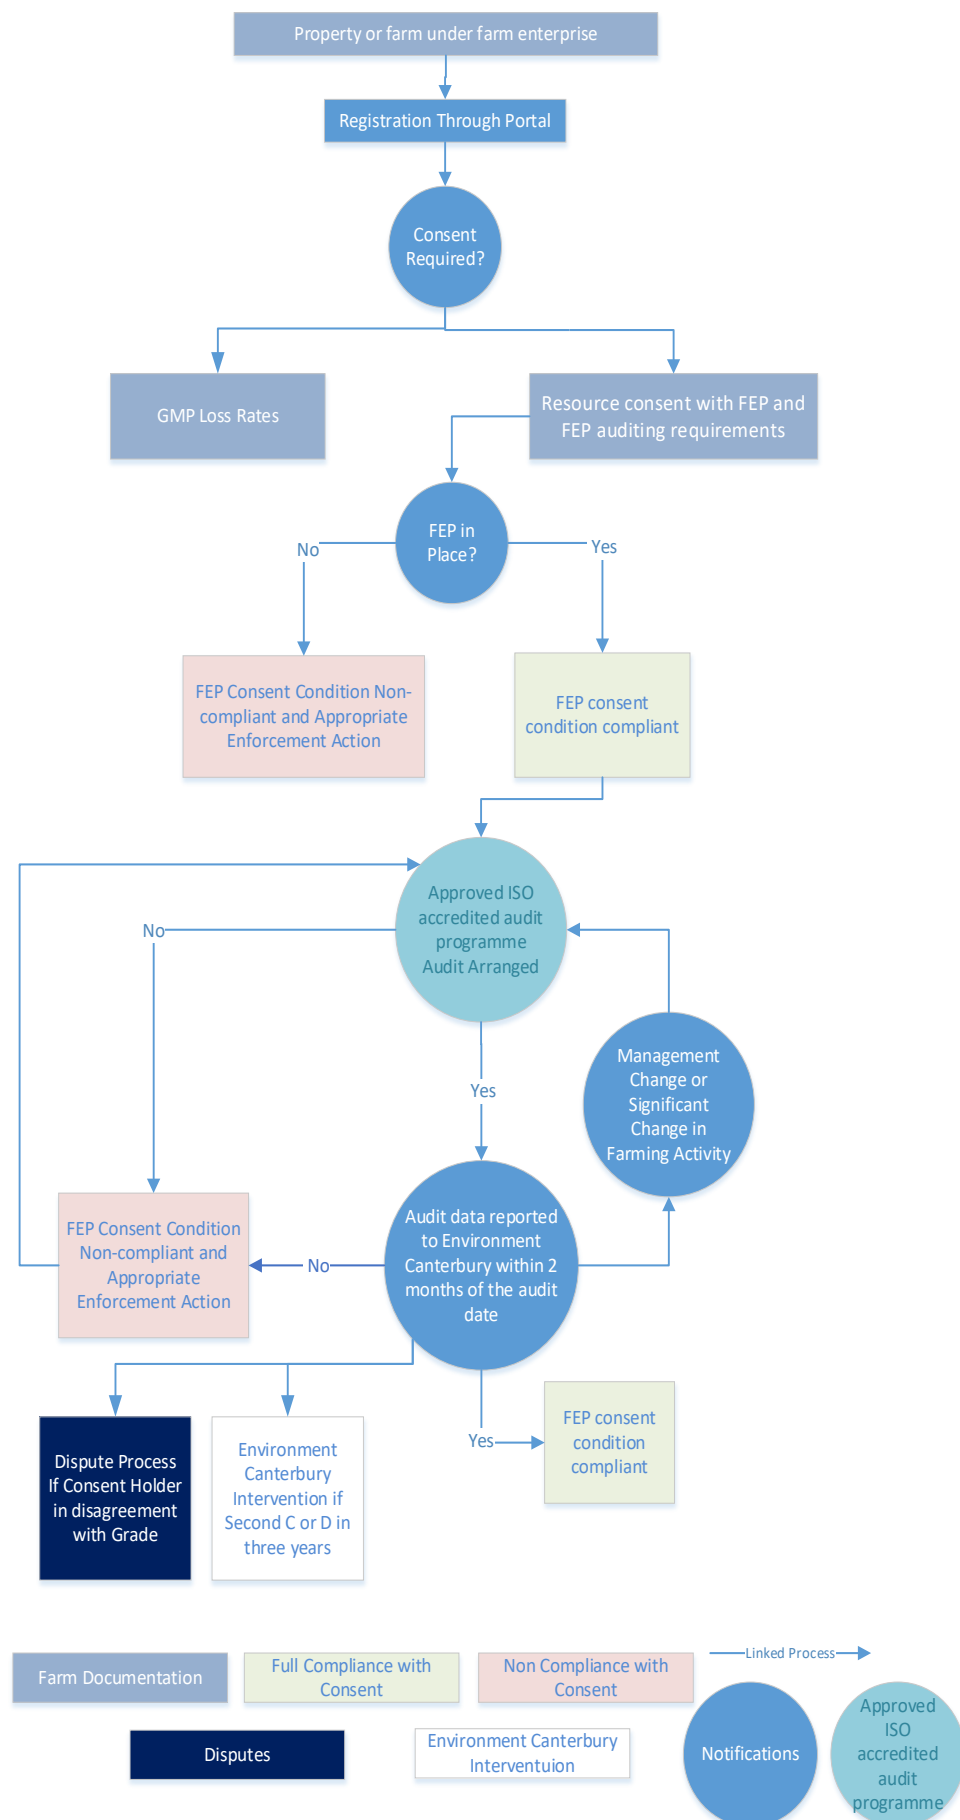 Property or farm under farm enterprise
Registration Through Portal
Consent
Required?
GMP Loss Rates
Resource consent with FEP and
FEP auditing requirements
FEP in
Place?
No
Yes
FEP Consent Condition Non-
compliant and Appropriate
Enforcement Action
FEP consent
condition compliant
Approved ISO
accredited audit
programme
Audit Arranged
No
Yes
Management
Change or
Significant
Change in
Farming Activity
FEP Consent Condition
Non-compliant and
Appropriate
Enforcement Action
No
Audit data reported
to Environment
Canterbury within 2
months of the audit
date
Yes
FEP consent
condition
compliant
Dispute Process
If Consent Holder
in disagreement
with Grade
Environment
Canterbury
Intervention if
Second C or D in
three years
Farm Documentation
Full Compliance with
Consent
Non Compliance with
Consent
Linked Process
Disputes
Environment Canterbury
Interventuion
Notifications
Approved
ISO
accredited
audit
programme